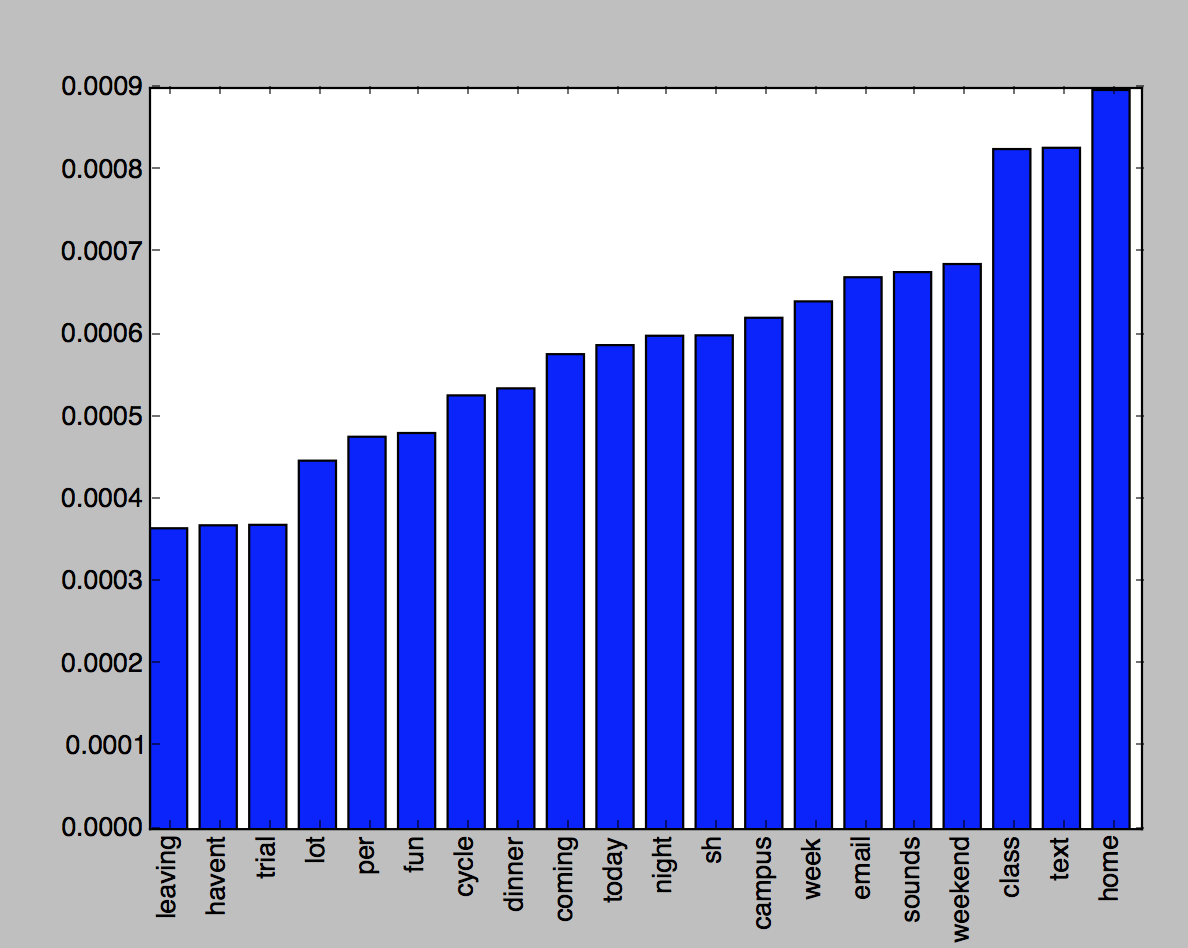 0.0009
0.0008
0.0007
0.0006
0.0005
0.0004
0.0003
0.0002
0.0001
0.0000
leaving
havent
trial
lot
per
fun
cycle
dinner
coming
today
night
sh
campus
week
email
sounds
weekend
class
text
home